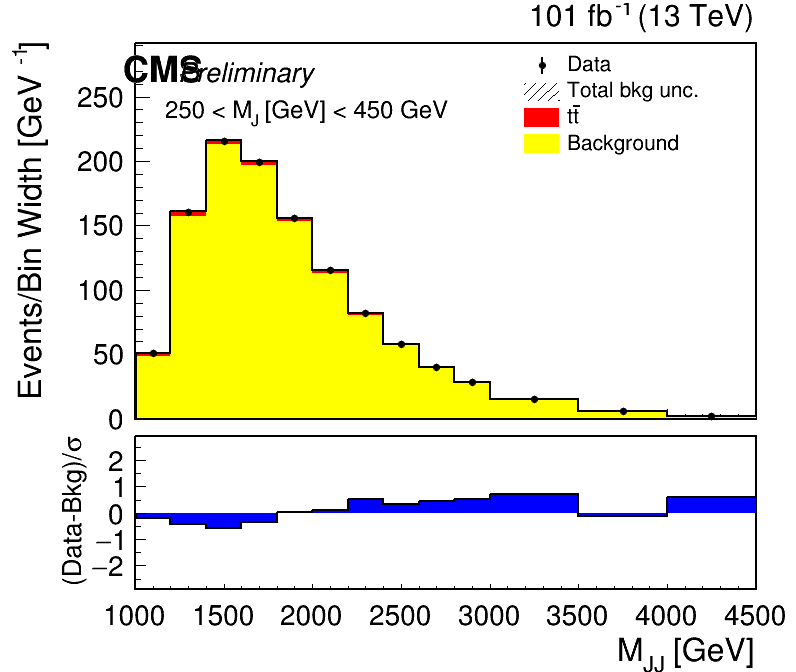 101 fb⁻¹ (13 TeV)
CMS Preliminary
250 < M_J [GeV] < 450 GeV
Data
Total bkg unc.
tt̄
Background
Events/Bin Width [GeV⁻¹]
250
200
150
100
50
0
(Data-Bkg)/σ
2
1
0
−1
−2
1000 1500 2000 2500 3000 3500 4000 4500
M_JJ [GeV]